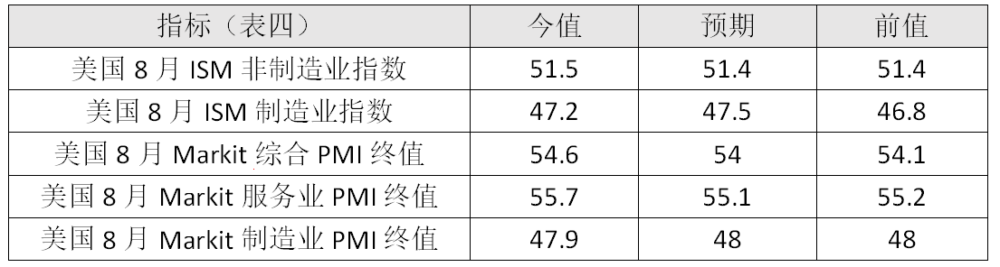 指标（表四） 今值 预期 前值
美国 8 月 ISM 非制造业指数 51.5 51.4 51.4
美国 8 月 ISM 制造业指数 47.2 47.5 46.8
美国 8 月 Markit 综合 PMI 终值 54.6 54 54.1
美国 8 月 Markit 服务业 PMI 终值 55.7 55.1 55.2
美国 8 月 Markit 制造业 PMI 终值 47.9 48 48